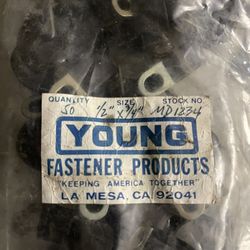 QUANTITY SIZE STOCK NO.
50 1/2" x 3/4" MD1234
YOUNG
FASTENER PRODUCTS
"KEEPING AMERICA TOGETHER"
LA MESA, CA 92041